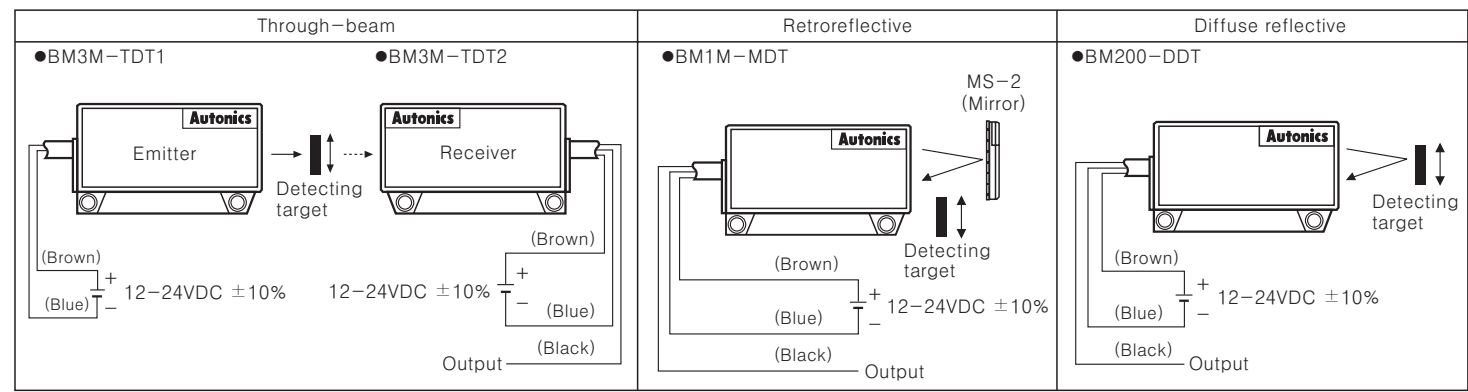 Through−beam
Retroreflective
Diffuse reflective
●BM3M−TDT1
●BM3M−TDT2
Autonics
Emitter
Detecting
target
Autonics
Receiver
(Brown)
(Blue)
+
−
12−24VDC ±10%
12−24VDC ±10%
+
−
(Brown)
(Blue)
(Black)
Output
●BM1M−MDT
MS−2
(Mirror)
Autonics
Detecting
target
(Brown)
(Blue)
+
−
12−24VDC ±10%
(Black)
Output
●BM200−DDT
Autonics
Detecting
target
(Brown)
(Blue)
+
−
12−24VDC ±10%
(Black)
Output